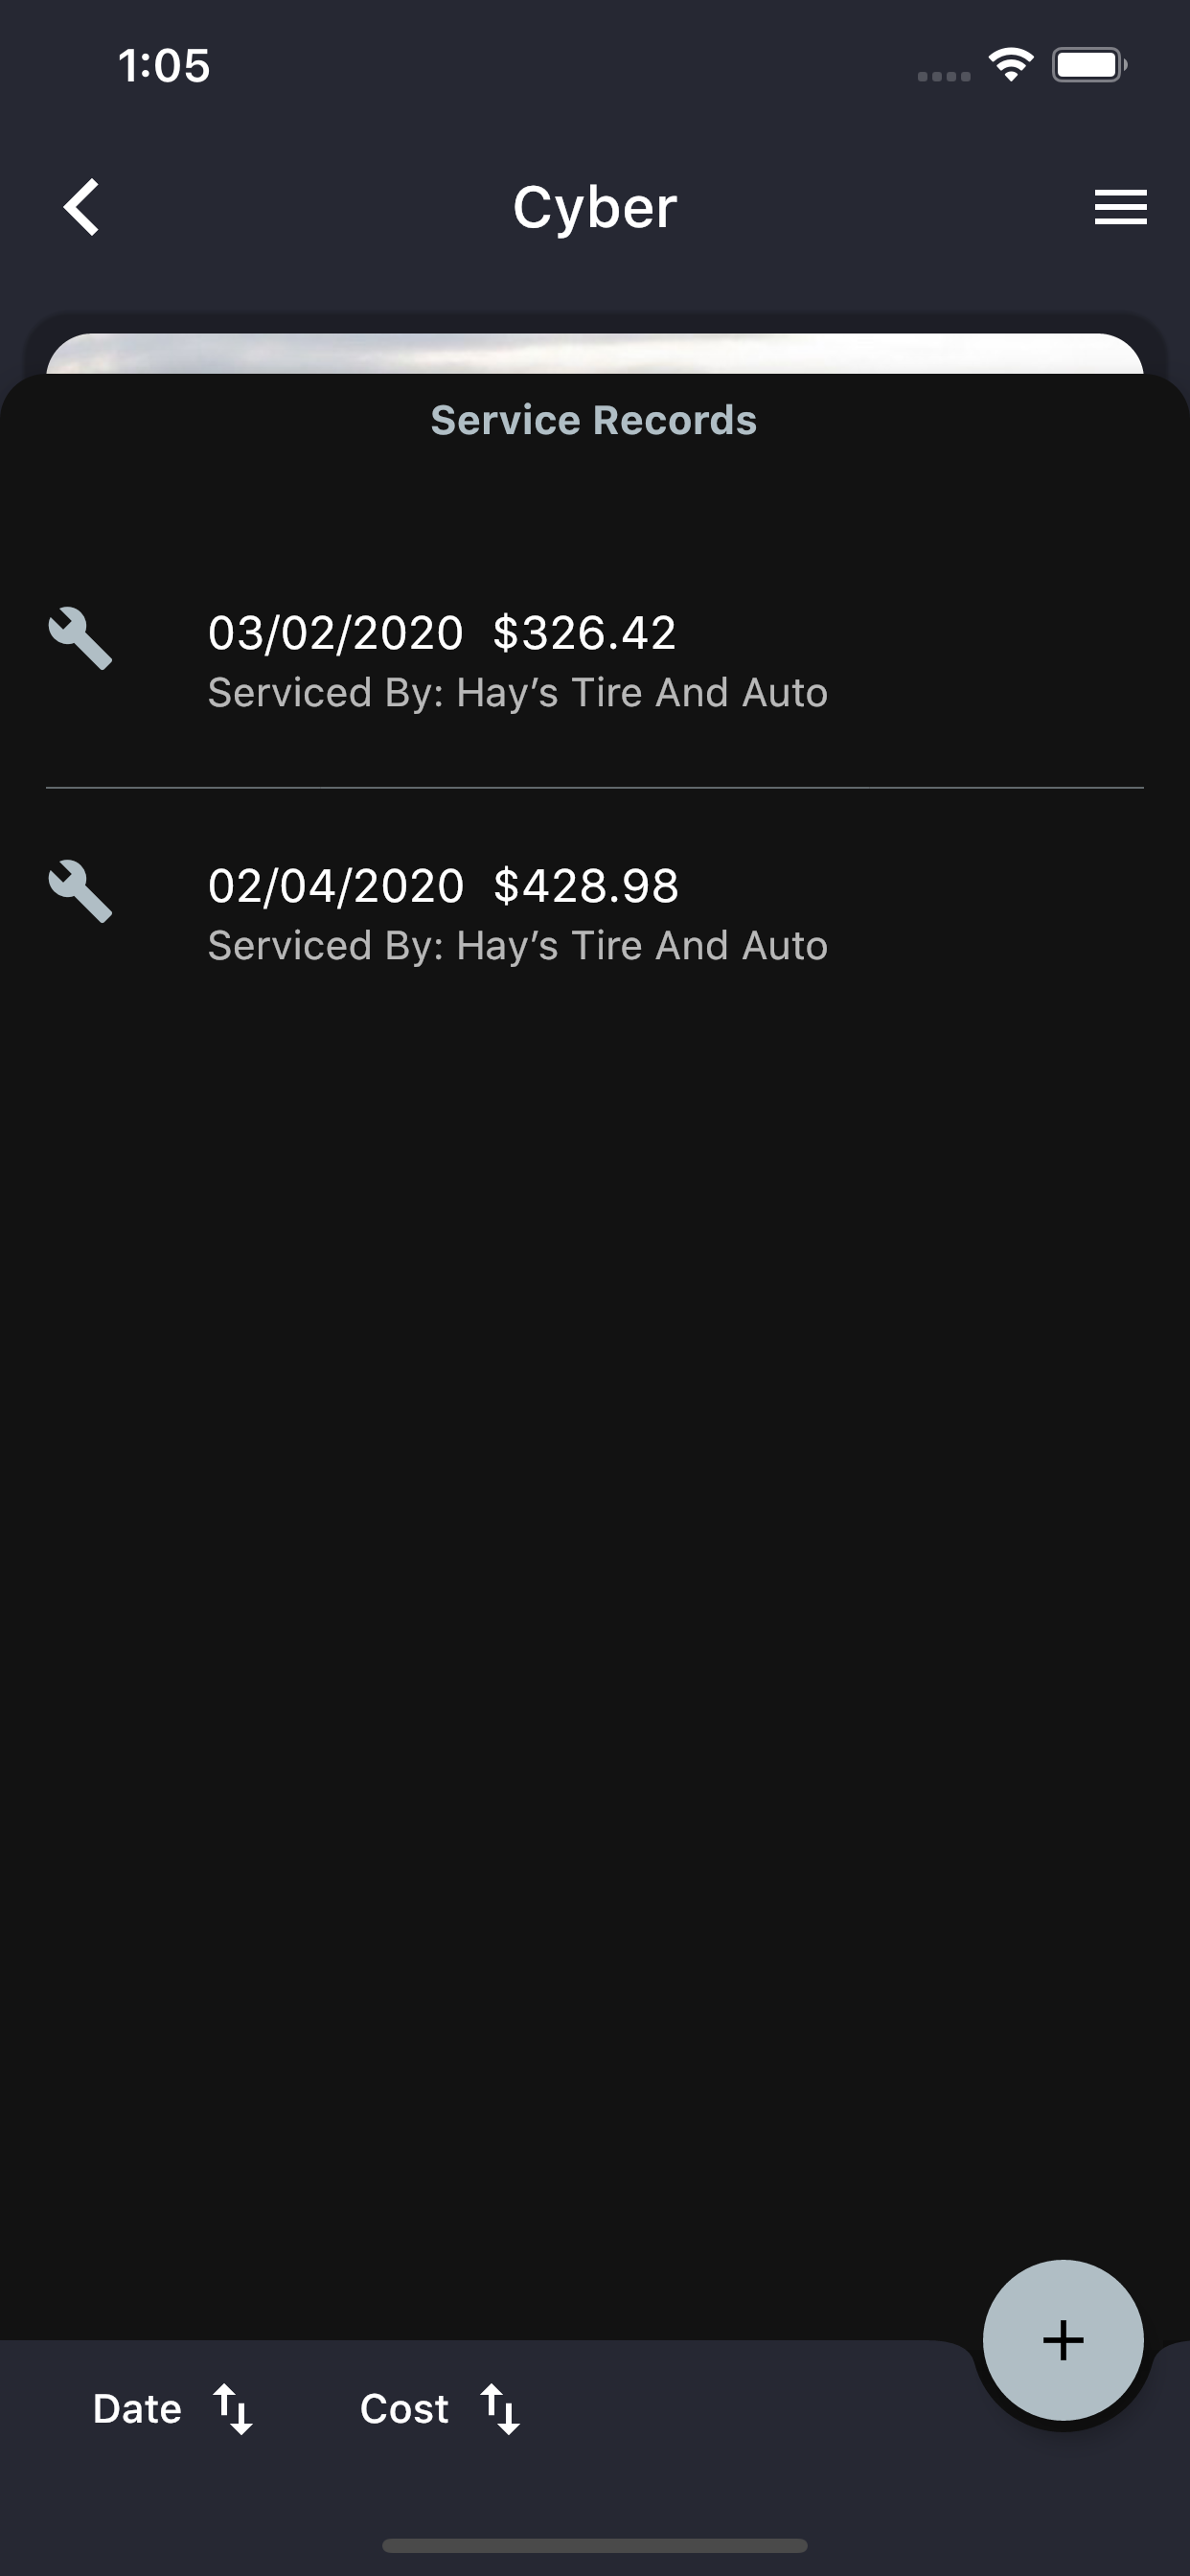 1:05
Cyber
Service Records
03/02/2020 $326.42
Serviced By: Hay’s Tire And Auto
02/04/2020 $428.98
Serviced By: Hay’s Tire And Auto
Date Cost